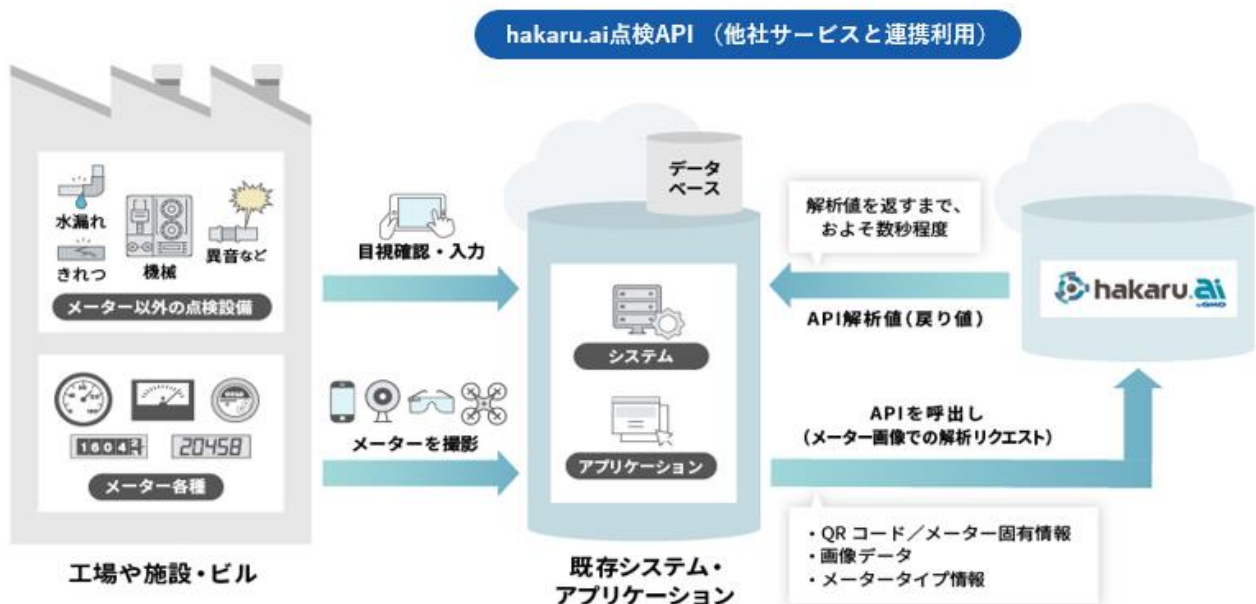 hakaru.ai点検API （他社サービスと連携利用）
水漏れ
きれつ
機械
異音など
メーター以外の点検設備
16044
20458
メーター各種
工場や施設・ビル
目視確認・入力
メーターを撮影
データ
ベース
システム
アプリケーション
既存システム・
アプリケーション
解析値を返すまで、
およそ数秒程度
API解析値(戻り値)
hakaru.ai
byGMO
APIを呼出し
(メーター画像での解析リクエスト)
・QRコード／メーター固有情報
・画像データ
・メータータイプ情報